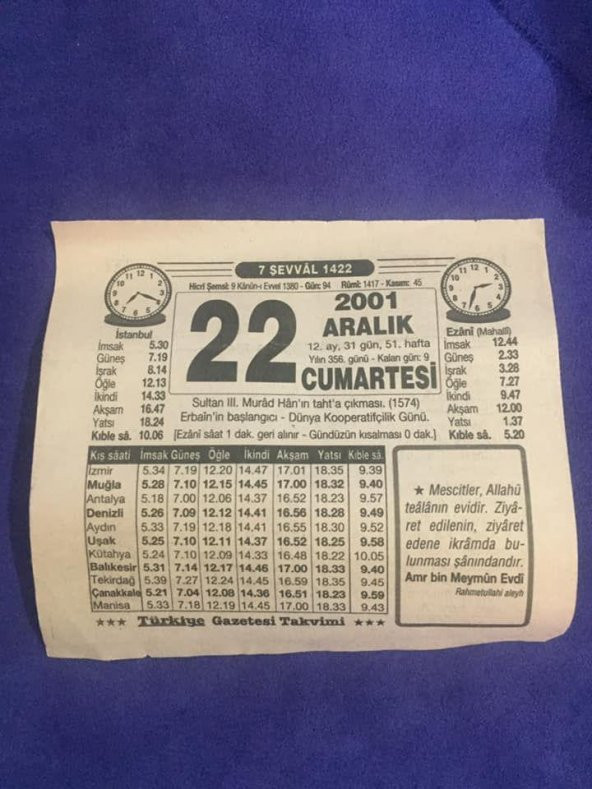 7 ŞEVVÂL 1422
Hicrî Şemsî: 9 Kânûn-ı Evvel 1380 - Gün: 94 Rûmî: 1417 - Kasım: 45
22
2001
ARALIK
12. ay, 31 gün, 51. hafta
Yılın 356. günü - Kalan gün: 9
CUMARTESİ
İstanbul
İmsak 5.30
Güneş 7.19
İşrak 8.14
Öğle 12.13
İkindi 14.33
Akşam 16.47
Yatsı 18.24
Kıble sâ. 10.06
Ezânî (Mahallî)
İmsak 12.44
Güneş 2.33
İşrak 3.28
Öğle 7.27
İkindi 9.47
Akşam 12.00
Yatsı 1.37
Kıble sâ. 5.20
Sultan III. Murâd Hân'ın taht'a çıkması. (1574)
Erbaîn'in başlangıcı - Dünya Kooperatifçilik Günü.
[Ezânî sâat 1 dak. geri alınır - Gündüzün kısalması 0 dak.]
Kış sâati İmsak Güneş Öğle İkindi Akşam Yatsı Kıble sâ.
İzmir 5.34 7.19 12.20 14.47 17.01 18.35 9.39
Muğla 5.28 7.10 12.15 14.45 17.00 18.32 9.40
Antalya 5.18 7.00 12.06 14.37 16.52 18.23 9.57
Denizli 5.26 7.09 12.12 14.41 16.56 18.28 9.49
Aydın 5.33 7.19 12.18 14.41 16.55 18.30 9.52
Uşak 5.25 7.10 12.11 14.37 16.52 18.25 9.58
Kütahya 5.24 7.10 12.09 14.33 16.48 18.22 10.05
Balıkesir 5.31 7.14 12.17 14.46 17.00 18.33 9.40
Tekirdağ 5.39 7.27 12.24 14.45 16.59 18.35 9.45
Çanakkale 5.21 7.04 12.08 14.36 16.51 18.23 9.59
Manisa 5.33 7.18 12.19 14.45 17.00 18.33 9.43
★ Mescitler, Allahü
teâlânın evidir. Ziyâ-
ret edilenin, ziyâret
edene ikrâmda bu-
lunması şânındandır.
Amr bin Meymûn Evdî
Rahmetullahi aleyh
★★★ Türkiye Gazetesi Takvimi ★★★